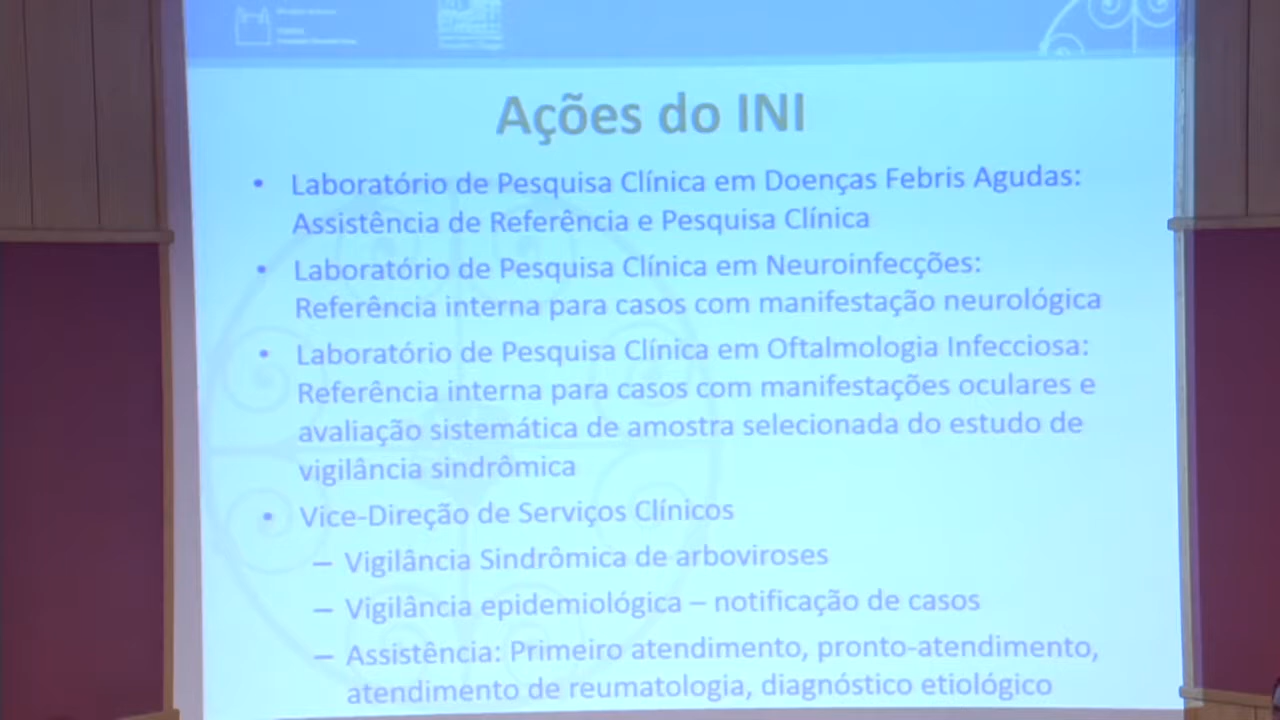 Ações do INI
• Laboratório de Pesquisa Clínica em Doenças Febris Agudas:
Assistência de Referência e Pesquisa Clínica
• Laboratório de Pesquisa Clínica em Neuroinfecções:
Referência interna para casos com manifestação neurológica
• Laboratório de Pesquisa Clínica em Oftalmologia Infecciosa:
Referência interna para casos com manifestações oculares e
avaliação sistemática de amostra selecionada do estudo de
vigilância sindrômica
• Vice-Direção de Serviços Clínicos
– Vigilância Sindrômica de arboviroses
– Vigilância epidemiológica – notificação de casos
– Assistência: Primeiro atendimento, pronto-atendimento,
atendimento de reumatologia, diagnóstico etiológico